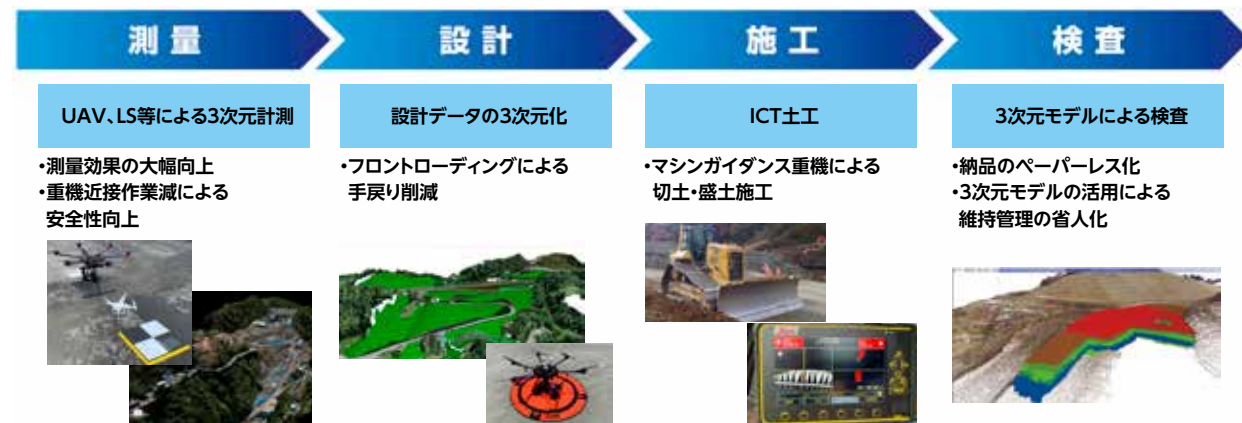 測量
設計
施工
検査
UAV、LS等による3次元計測
・測量効果の大幅向上
・重機近接作業減による
安全性向上
設計データの3次元化
・フロントローディングによる
手戻り削減
ICT土工
・マシンガイダンス重機による
切土・盛土施工
3次元モデルによる検査
・納品のペーパーレス化
・3次元モデルの活用による
維持管理の省人化